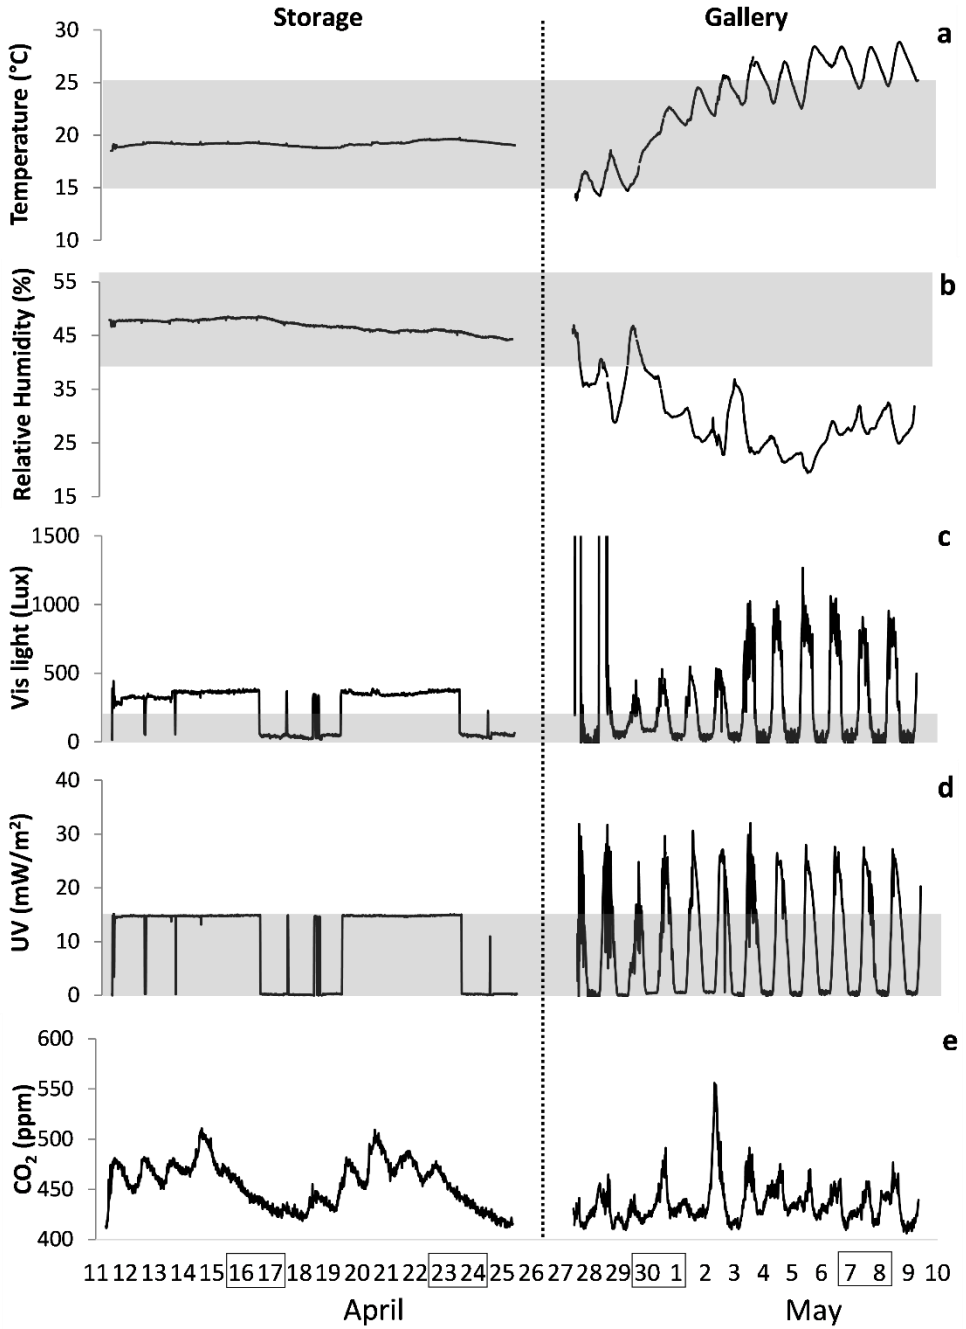 Storage Gallery
a
Temperature (°C)
30
25
20
15
10
b
Relative Humidity (%)
55
45
35
25
15
c
Vis light (Lux)
1500
1000
500
0
d
UV (mW/m²)
40
30
20
10
0
e
CO₂ (ppm)
600
550
500
450
400
11 12 13 14 15 16 17 18 19 20 21 22 23 24 25 26 27 28 29 30 1 2 3 4 5 6 7 8 9 10
April May